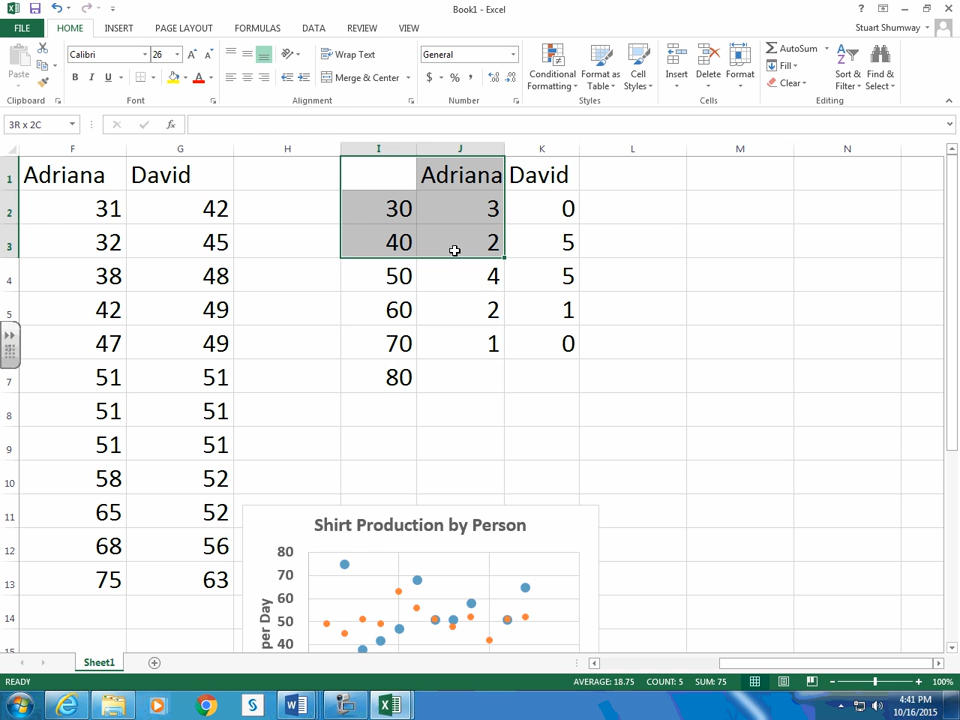 Book1 - Excel
FILE HOME INSERT PAGE LAYOUT FORMULAS DATA REVIEW VIEW Stuart Shumway
Calibri 26 Wrap Text General AutoSum
Paste B I U A Merge & Center $ % Conditional Formatting Format as Table Cell Styles Insert Delete Format Fill Clear Sort & Filter Find & Select
Clipboard Font Alignment Number Styles Cells Editing
3R x 2C fx
F G H I J K L M N
1 Adriana David Adriana David
2 31 42 30 3 0
3 32 45 40 2 5
4 38 48 50 4 5
5 42 49 60 2 1
47 49 70 1 0
7 51 51 80
8 51 51
9 51 51
10 58 52
11 65 52
12 68 56
13 75 63
14
15
Shirt Production by Person
80
70
60
50
40
per Day
Sheet1
READY AVERAGE: 18.75 COUNT: 5 SUM: 75 100%
4:41 PM
10/16/2015